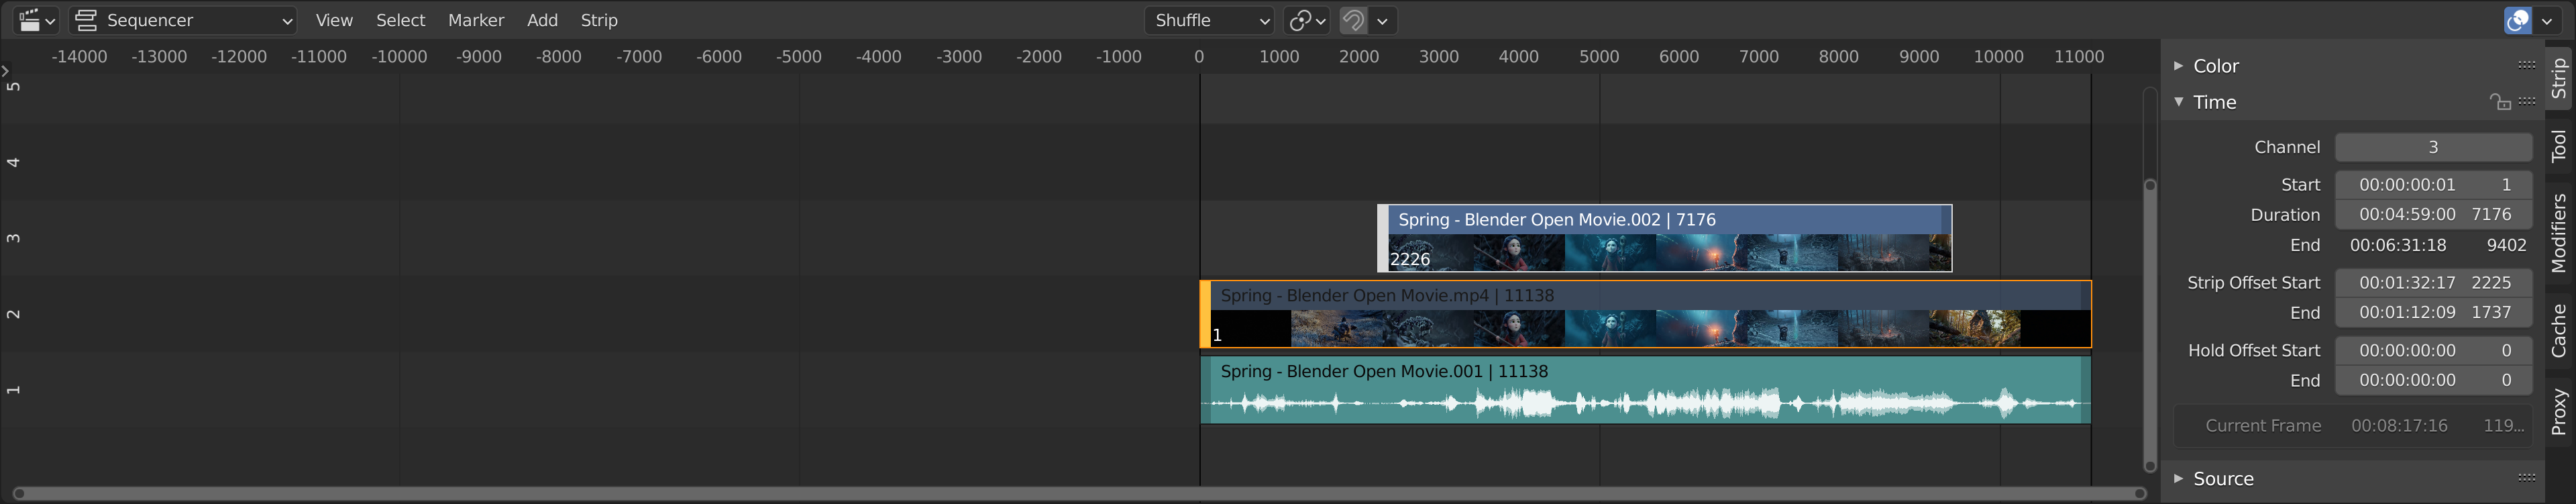 Sequencer View Select Marker Add Strip Shuffle
-14000 -13000 -12000 -11000 -10000 -9000 -8000 -7000 -6000 -5000 -4000 -3000 -2000 -1000 0 1000 2000 3000 4000 5000 6000 7000 8000 9000 10000 11000
5
4
3
Spring - Blender Open Movie.002 | 7176
2226
2
Spring - Blender Open Movie.mp4 | 11138
1
1
Spring - Blender Open Movie.001 | 11138
Color
Time
Channel 3
Start 00:00:00:01 1
Duration 00:04:59:00 7176
End 00:06:31:18 9402
Strip Offset Start 00:01:32:17 2225
End 00:01:12:09 1737
Hold Offset Start 00:00:00:00 0
End 00:00:00:00 0
Current Frame 00:08:17:16 119...
Source
Strip
Tool
Modifiers
Cache
Proxy